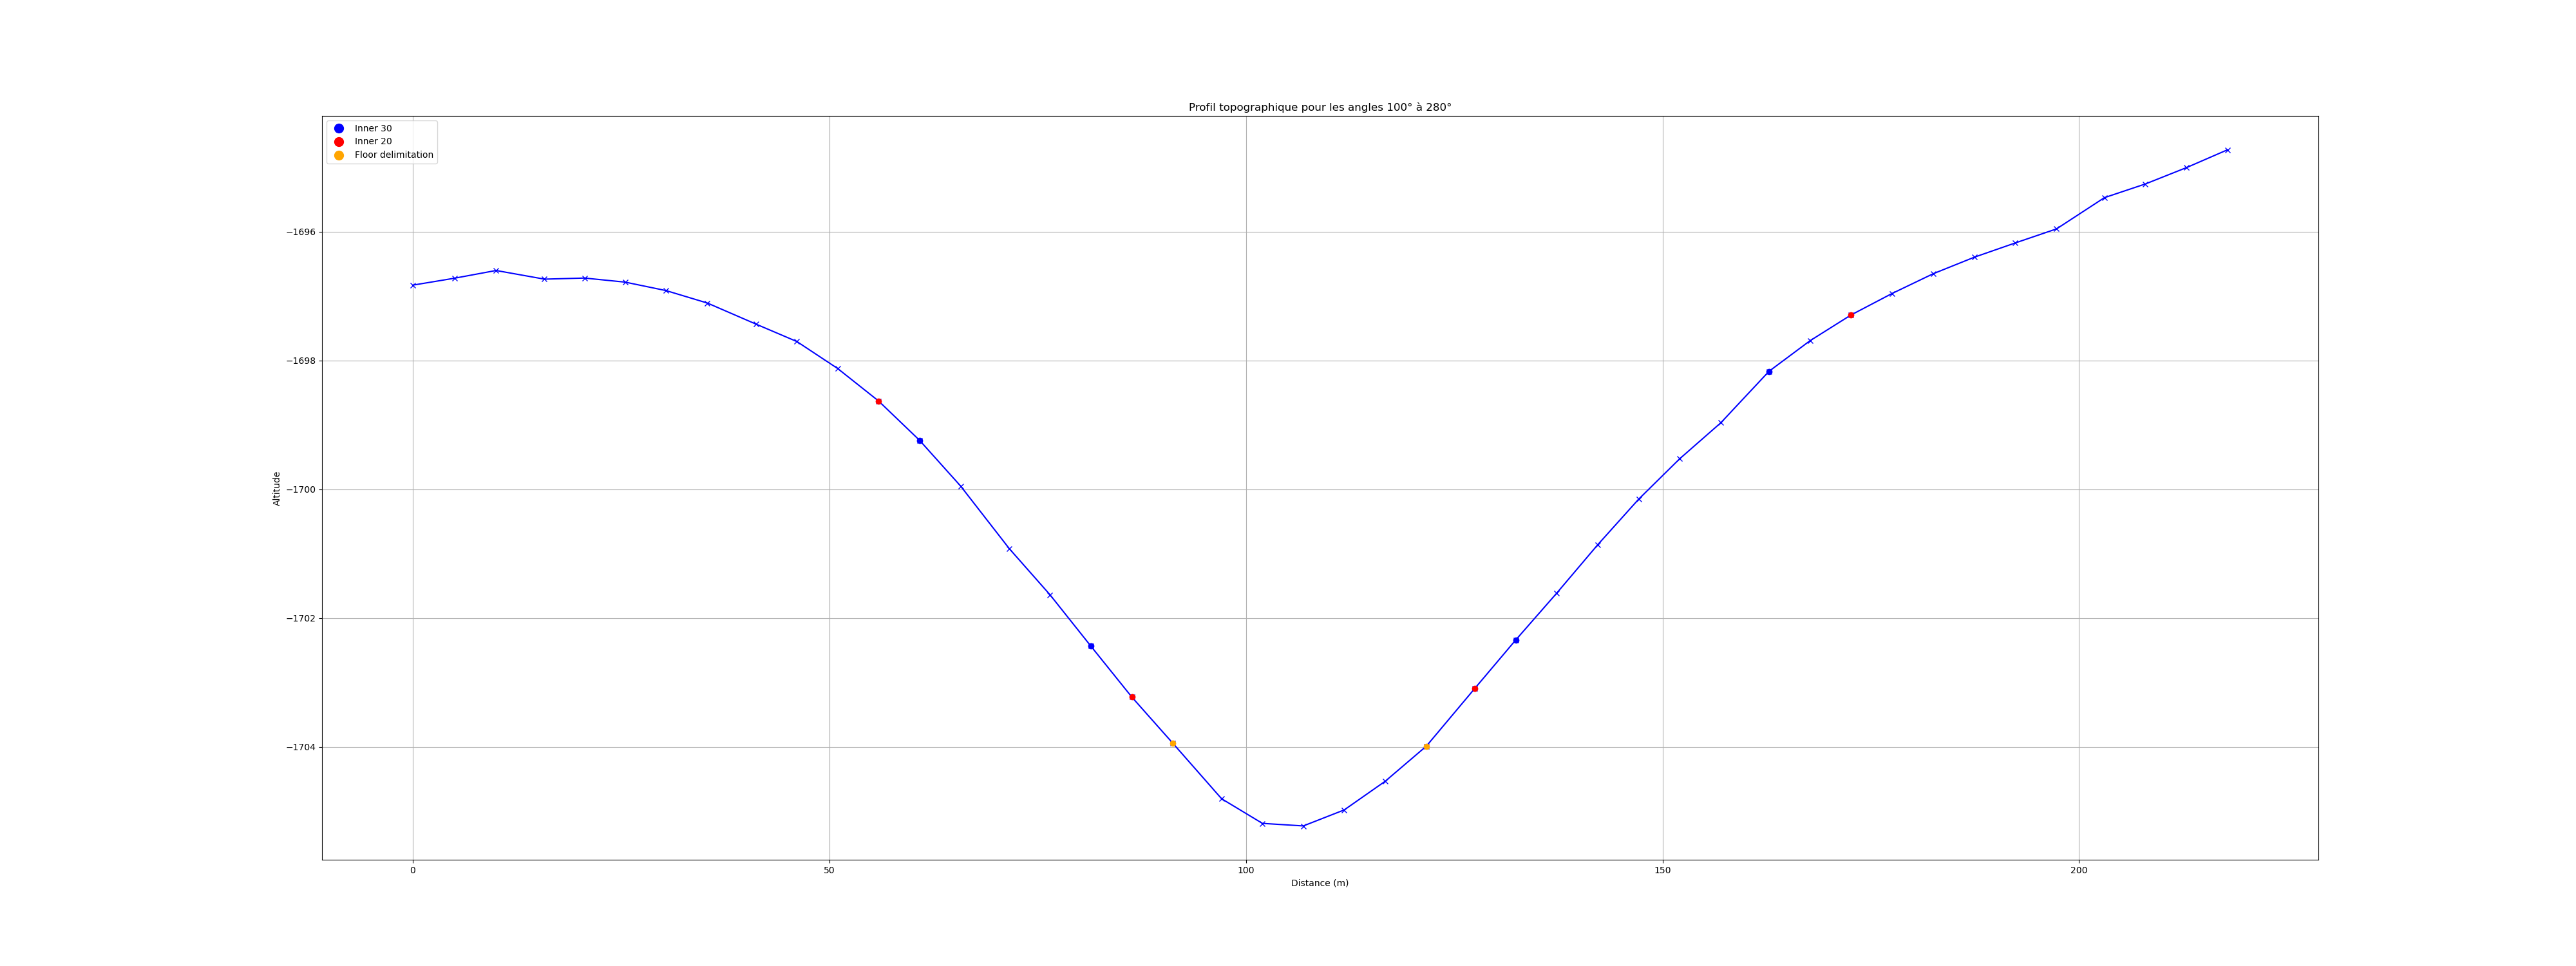 Profil topographique pour les angles 100° à 280°
Inner 30
Inner 20
Floor delimitation
−1696
−1698
−1700
−1702
−1704
Altitude
0
50
100
150
200
Distance (m)